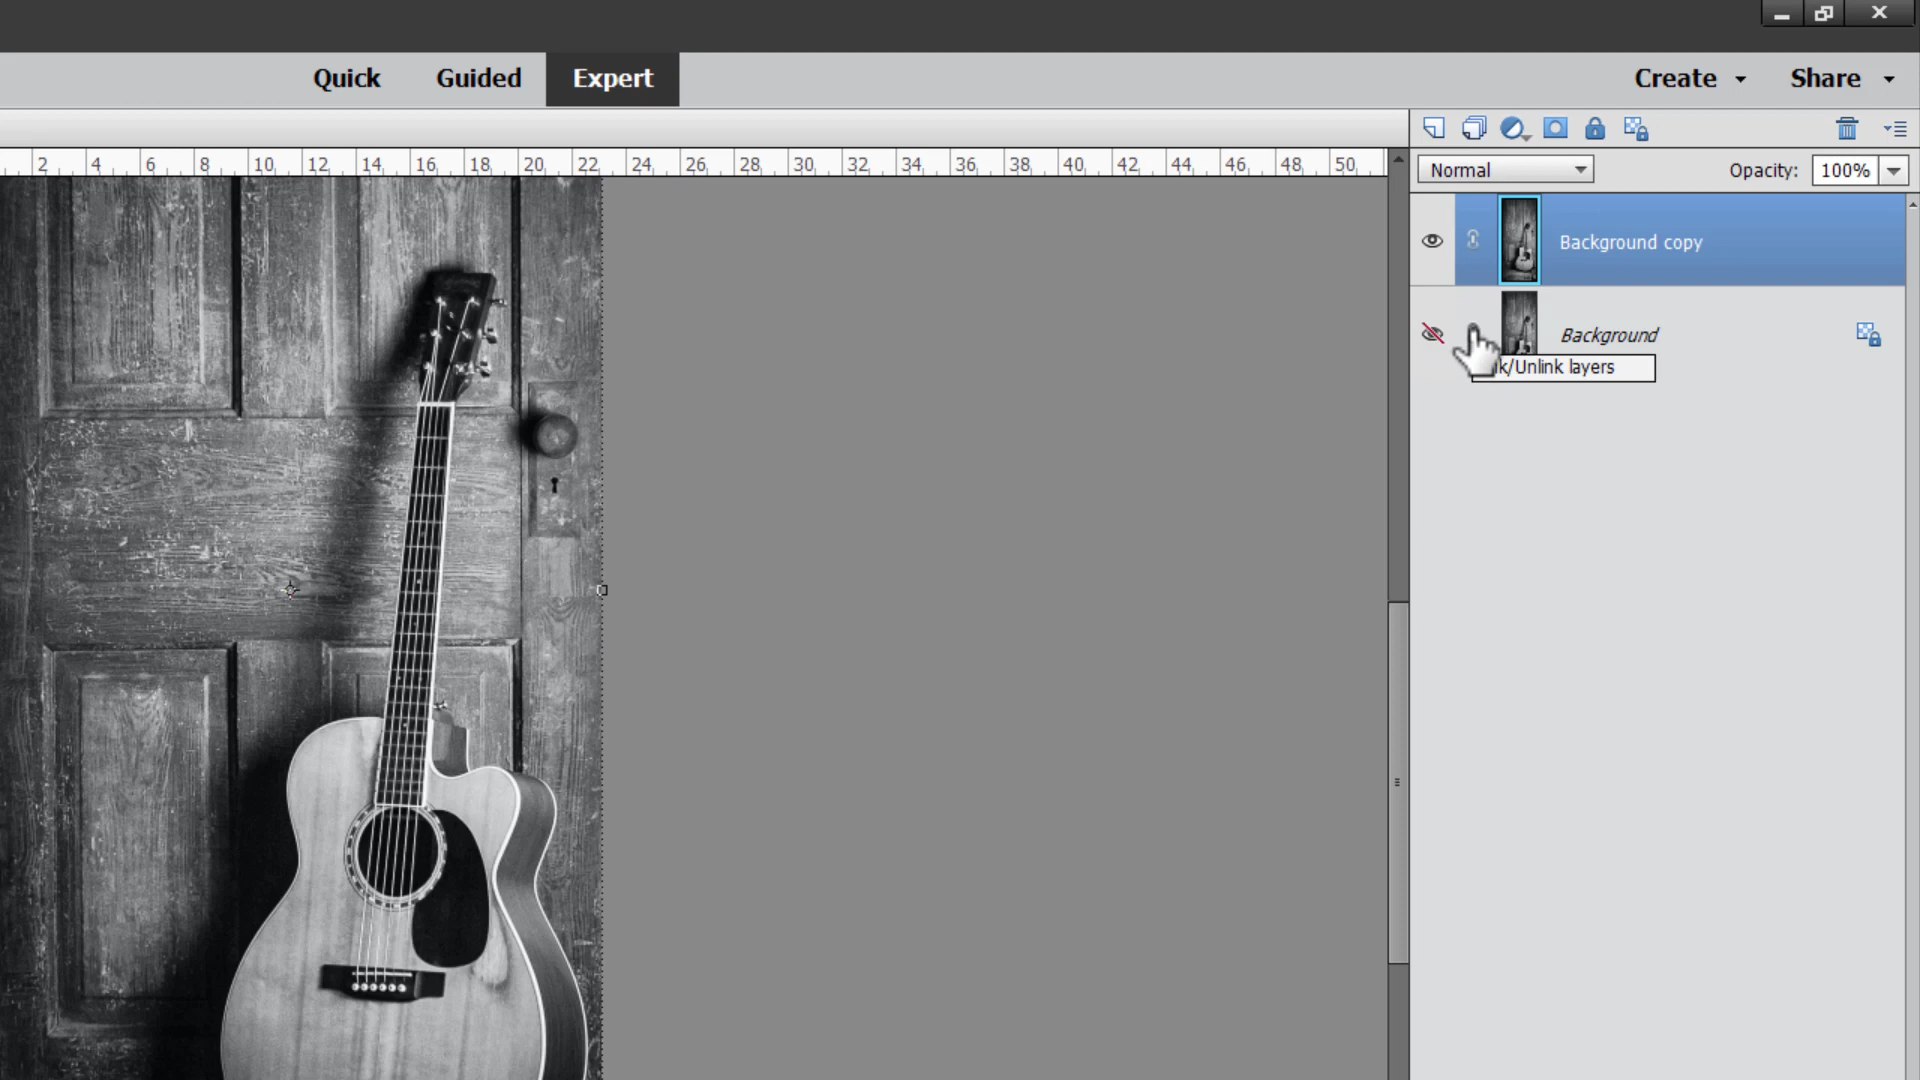 Quick Guided Expert Create Share
2 4 6 8 10 12 14 16 18 20 22 24 26 28 30 32 34 36 38 40 42 44 46 48 50
Normal Opacity: 100%
Background copy
Background
k/Unlink layers